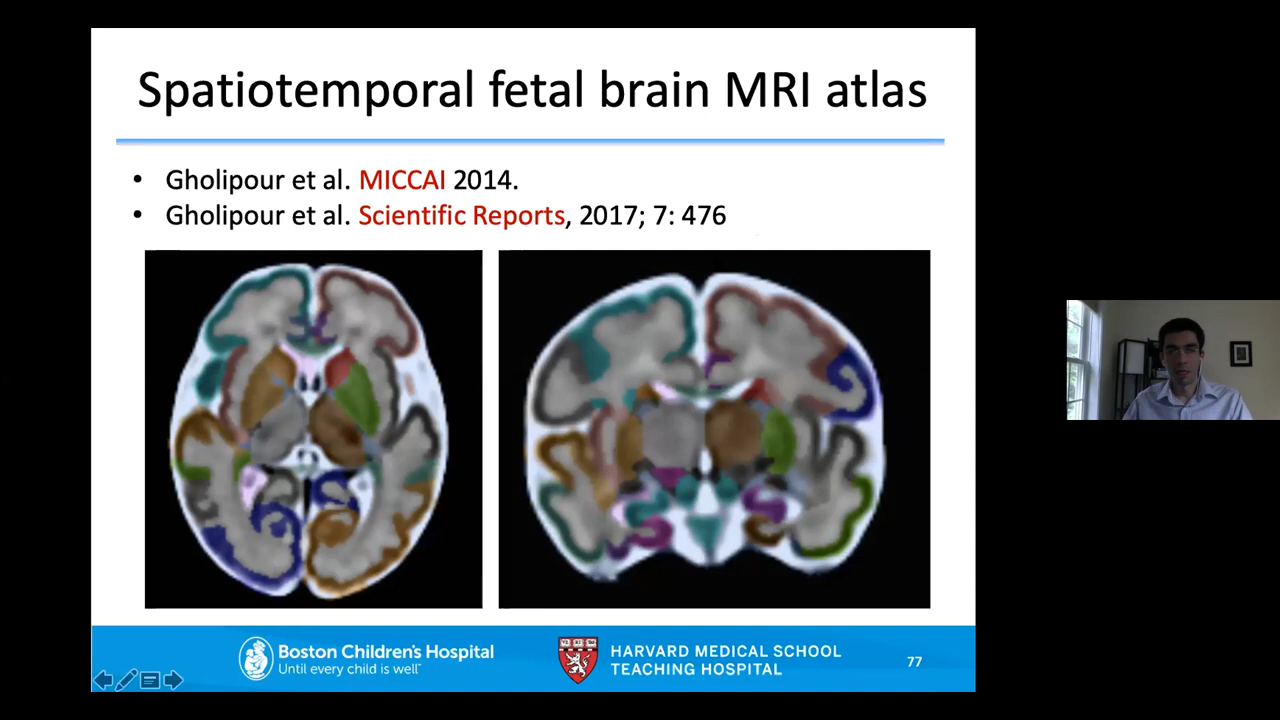 Spatiotemporal fetal brain MRI atlas
• Gholipour et al. MICCAI 2014.
• Gholipour et al. Scientific Reports, 2017; 7: 476
Boston Children's Hospital
Until every child is well™
HARVARD MEDICAL SCHOOL
TEACHING HOSPITAL
77